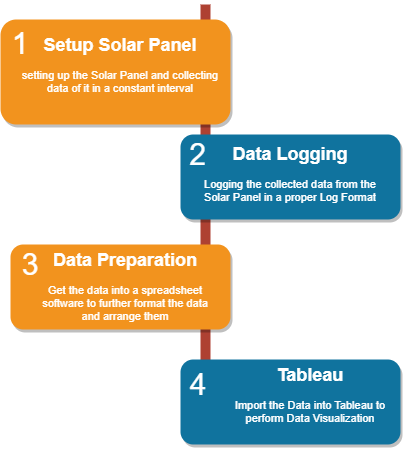 1 Setup Solar Panel
setting up the Solar Panel and collecting
data of it in a constant interval
2 Data Logging
Logging the collected data from the
Solar Panel in a proper Log Format
3 Data Preparation
Get the data into a spreadsheet
software to further format the data
and arrange them
4 Tableau
Import the Data into Tableau to
perform Data Visualization